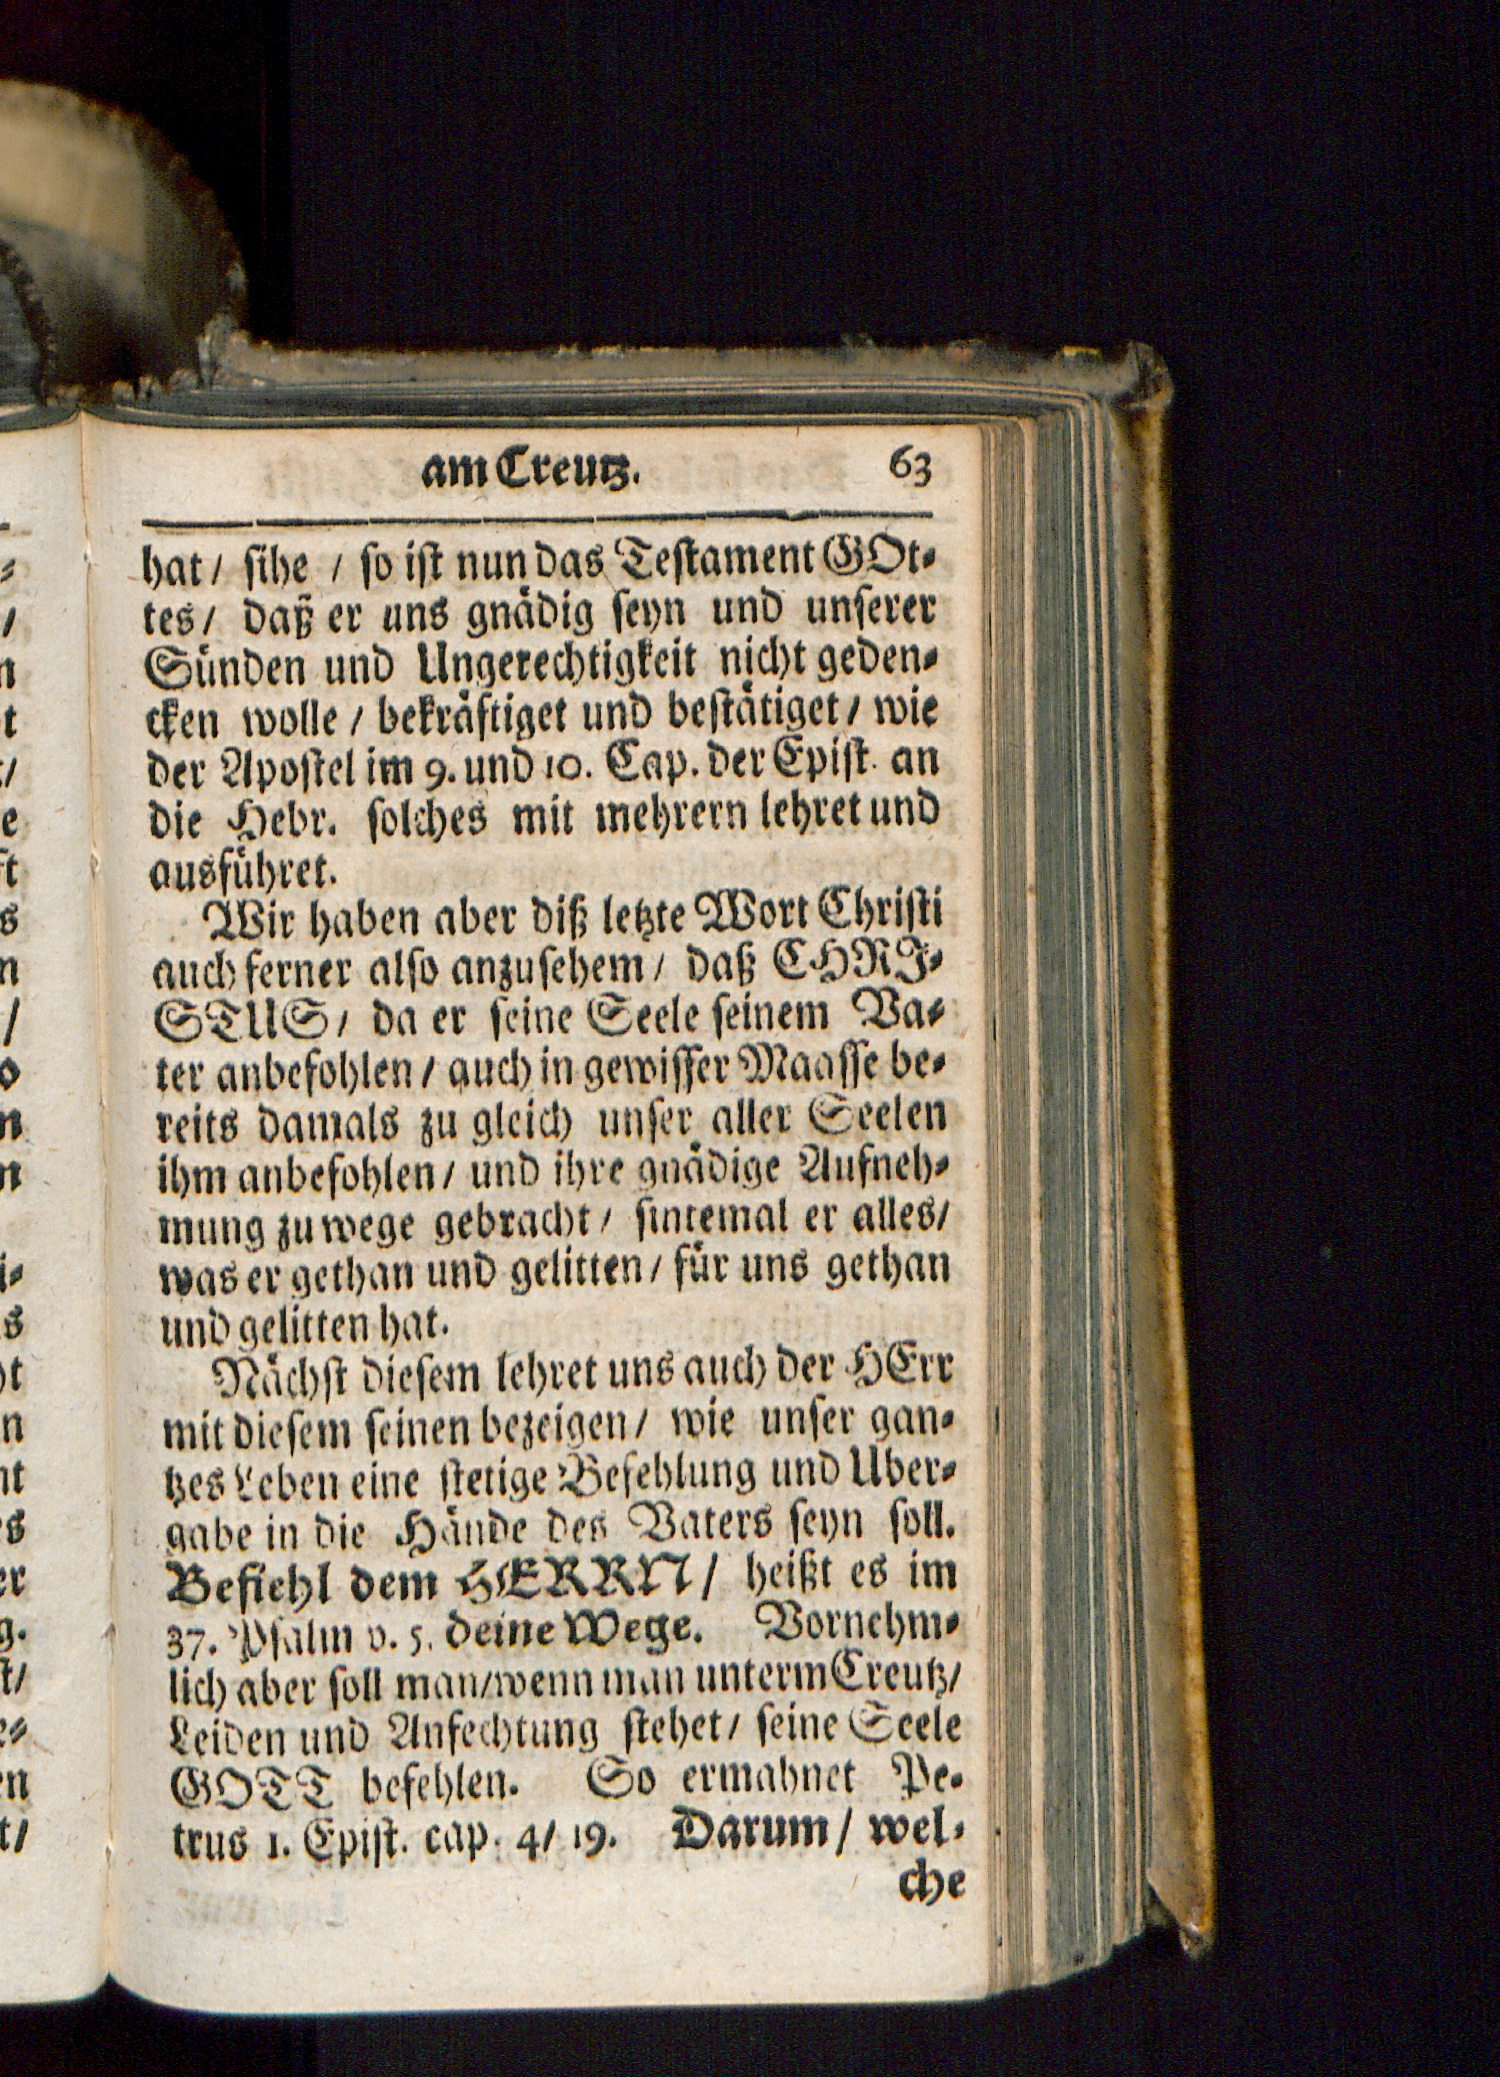 am Creutz. 63
hat / sihe / so ist nun das Testament GOt-
tes / daß er uns gnädig seyn und unserer
Sünden und Ungerechtigkeit nicht geden-
cken wolle / bekräftiget und bestätiget / wie
der Apostel im 9. und 10. Cap. der Epist. an
die Hebr. solches mit mehrern lehret und
ausführet.
Wir haben aber diß letzte Wort Christi
auch ferner also anzusehem / daß CHRI-
STUS / da er seine Seele seinem Va-
ter anbefohlen / auch in gewisser Maasse be-
reits damals zu gleich unser aller Seelen
ihm anbefohlen / und ihre gnädige Aufneh-
mung zu wege gebracht / sintemal er alles /
was er gethan und gelitten / für uns gethan
und gelitten hat.
Nächst diesem lehret uns auch der HErr
mit diesem seinen bezeigen / wie unser gan-
tzes Leben eine stetige Befehlung und Uber-
gabe in die Hände des Vaters seyn soll.
Befiehl dem HERRN / heißt es im
37. Psalm v. 5. deine Wege. Vornehm-
lich aber soll man / wenn man unterm Creutz /
Leiden und Anfechtung stehet / seine Seele
GOTT befehlen. So ermahnet Pe-
trus 1. Epist. cap. 4 / 19. Darum / wel-
che